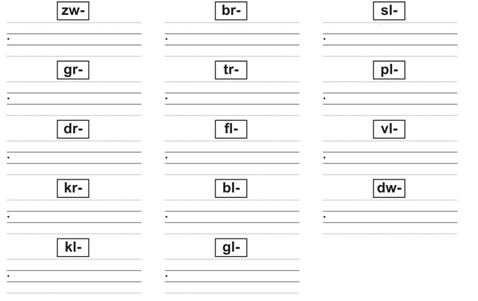 zw- br- sl-
gr- tr- pl-
dr- fl- vl-
kr- bl- dw-
kl- gl-